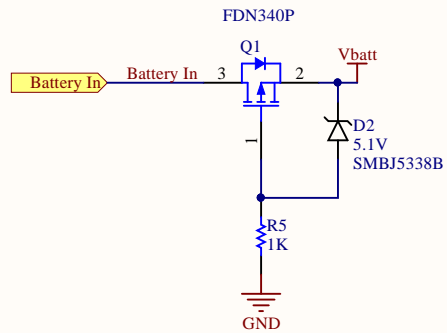 FDN340P
Q1
Vbatt
Battery In
Battery In
3
2
1
D2
5.1V
SMBJ5338B
R5
1K
GND